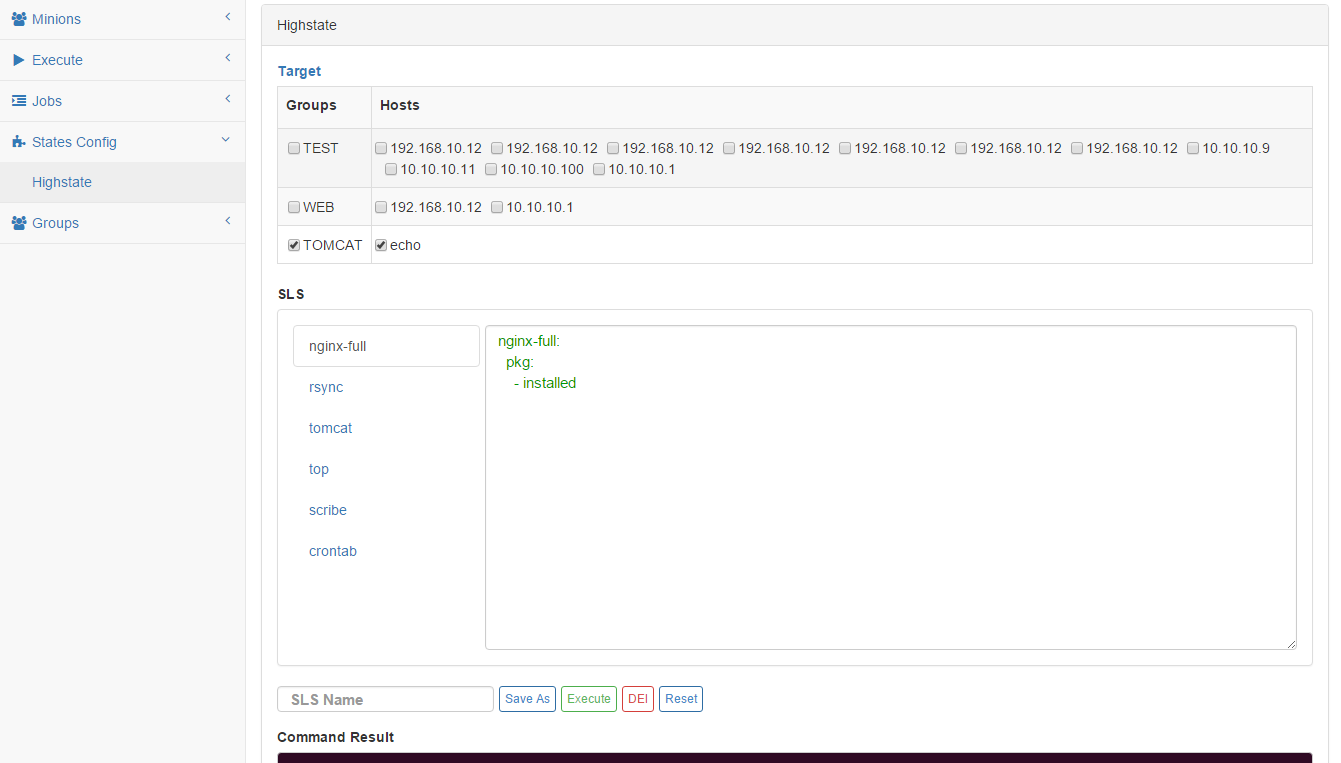 Minions
Execute
Jobs
States Config
Highstate
Groups
Highstate
Target
Groups Hosts
TEST 192.168.10.12 192.168.10.12 192.168.10.12 192.168.10.12 192.168.10.12 192.168.10.12 192.168.10.12 10.10.10.9
10.10.10.11 10.10.10.100 10.10.10.1
WEB 192.168.10.12 10.10.10.1
TOMCAT echo
SLS
nginx-full
rsync
tomcat
top
scribe
crontab
nginx-full:
pkg:
- installed
SLS Name Save As Execute DEl Reset
Command Result